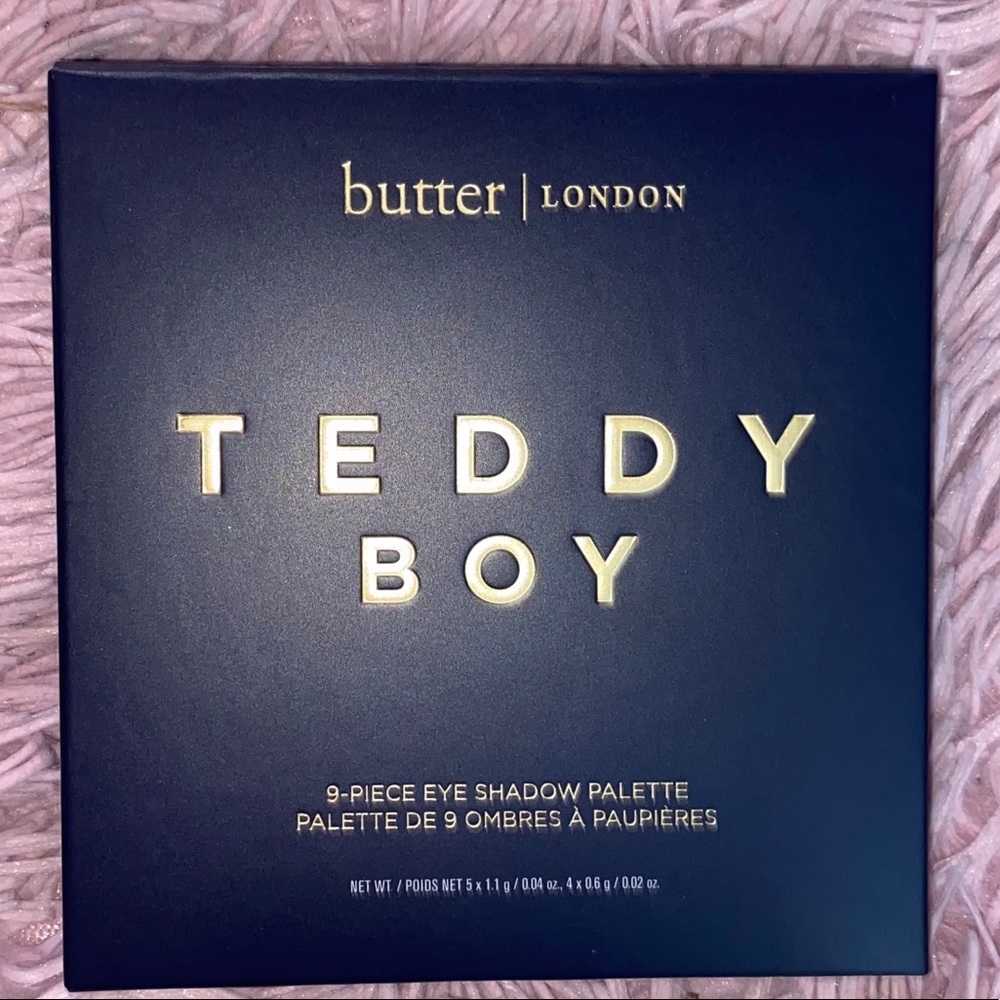 butter | LONDON
TEDDY
BOY
9-PIECE EYE SHADOW PALETTE
PALETTE DE 9 OMBRES À PAUPIÈRES
NET WT. / POIDS NET 5 x 1.1 g / 0.04 oz., 4 x 0.6 g / 0.02 oz.